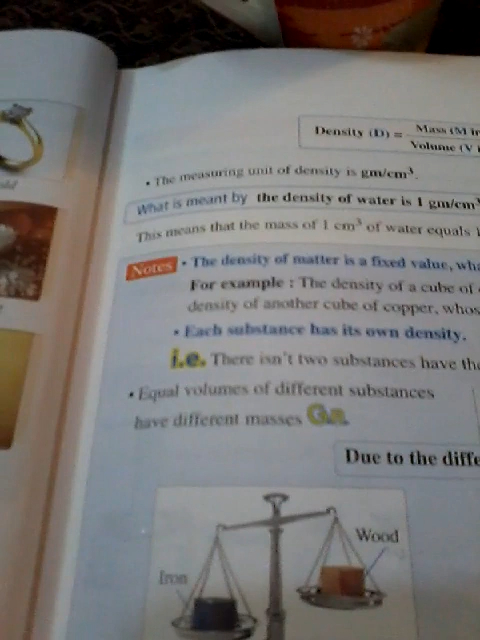 Density (D) = Mass (M in
Volume (V i
• The measuring unit of density is gm/cm³.
What is meant by the density of water is 1 gm/cm³
This means that the mass of 1 cm³ of water equals 1
Notes • The density of matter is a fixed value, wha
For example : The density of a cube of
density of another cube of copper, whos
• Each substance has its own density.
i.e. There isn't two substances have the
• Equal volumes of different substances
have different masses G.R.
Due to the diffe
Wood
Iron